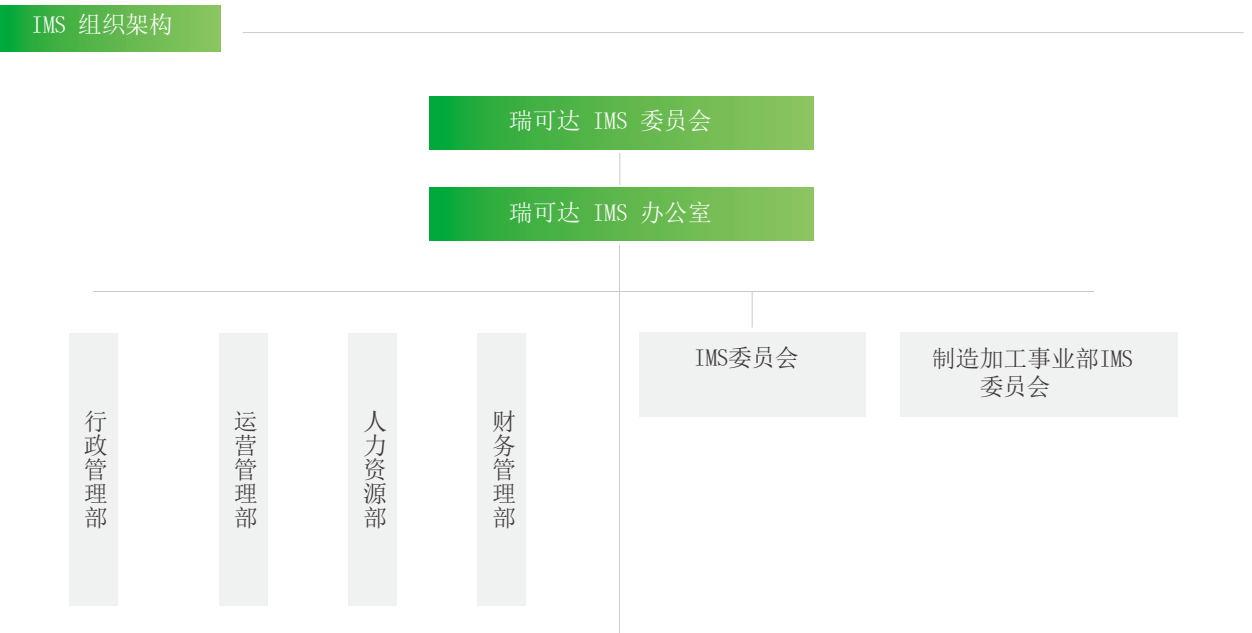 IMS 组织架构
瑞可达 IMS 委员会
瑞可达 IMS 办公室
行政管理部
运营管理部
人力资源部
财务管理部
IMS委员会
制造加工事业部IMS
委员会